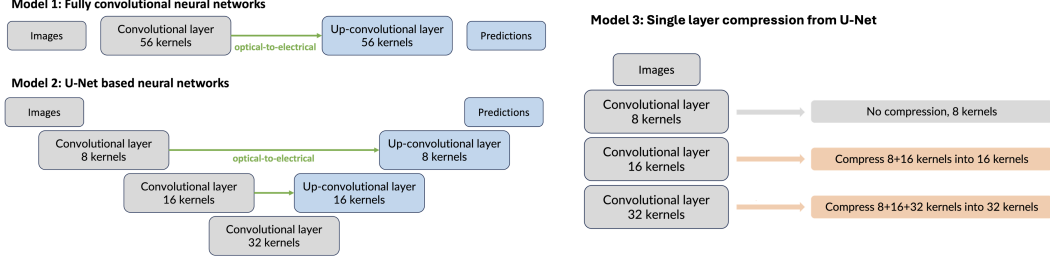 Model 1: Fully convolutional neural networks
Images
Convolutional layer
56 kernels
optical-to-electrical
Up-convolutional layer
56 kernels
Predictions
Model 2: U-Net based neural networks
Images
Predictions
Convolutional layer
8 kernels
optical-to-electrical
Up-convolutional layer
8 kernels
Convolutional layer
16 kernels
Up-convolutional layer
16 kernels
Convolutional layer
32 kernels
Model 3: Single layer compression from U-Net
Images
Convolutional layer
8 kernels
No compression, 8 kernels
Convolutional layer
16 kernels
Compress 8+16 kernels into 16 kernels
Convolutional layer
32 kernels
Compress 8+16+32 kernels into 32 kernels